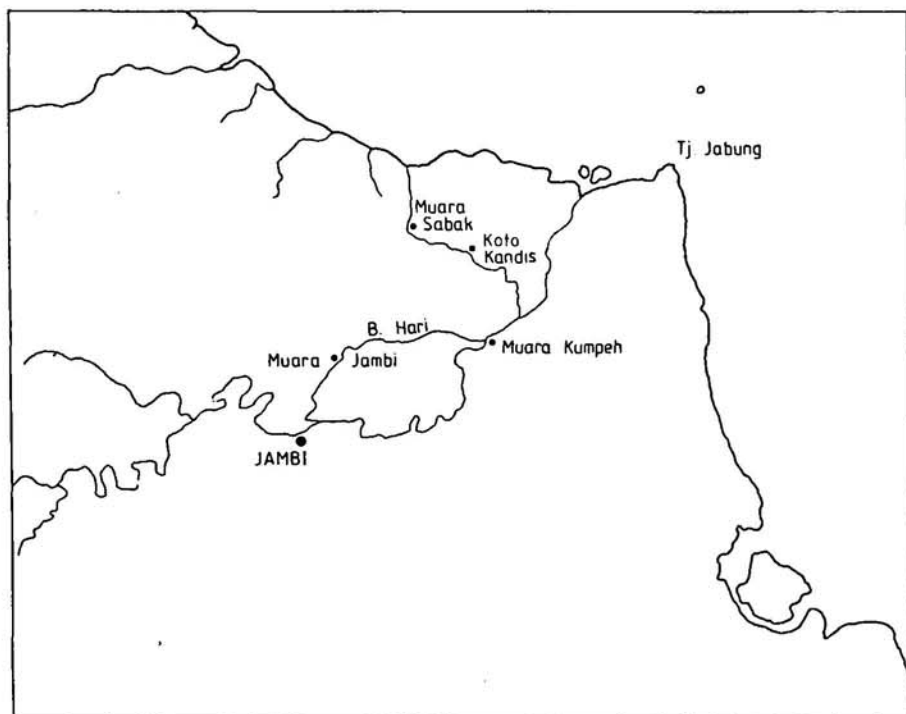 Tj. Jabung
Muara
Sabak
Koto
Kandis
B. Hari
Muara Jambi
Muara Kumpeh
JAMBI